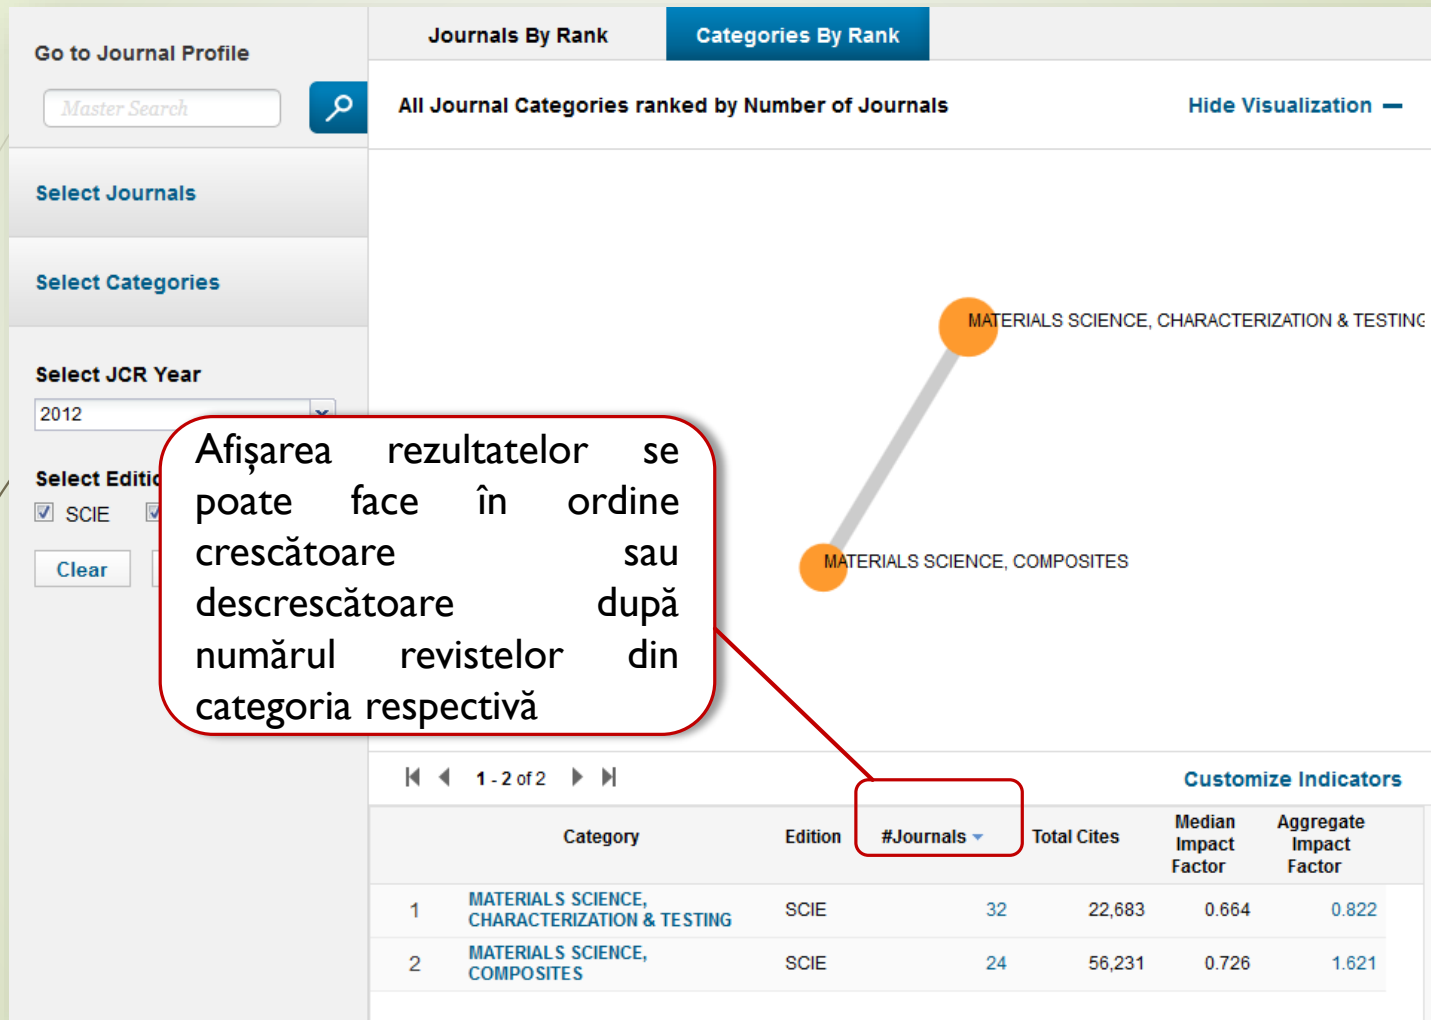 Go to Journal Profile
Master Search
Select Journals
Select Categories
Select JCR Year
2012
Select Editio
SCIE
Clear
Journals By Rank
Categories By Rank
All Journal Categories ranked by Number of Journals
Hide Visualization
MATERIALS SCIENCE, CHARACTERIZATION & TESTING
MATERIALS SCIENCE, COMPOSITES
Afișarea rezultatelor se
poate face în ordine
crescătoare sau
descrescătoare după
numărul revistelor din
categoria respectivă
1 - 2 of 2
Customize Indicators
Category Edition #Journals Total Cites Median Impact Factor Aggregate Impact Factor
1 MATERIALS SCIENCE, CHARACTERIZATION & TESTING SCIE 32 22,683 0.664 0.822
2 MATERIALS SCIENCE, COMPOSITES SCIE 24 56,231 0.726 1.621